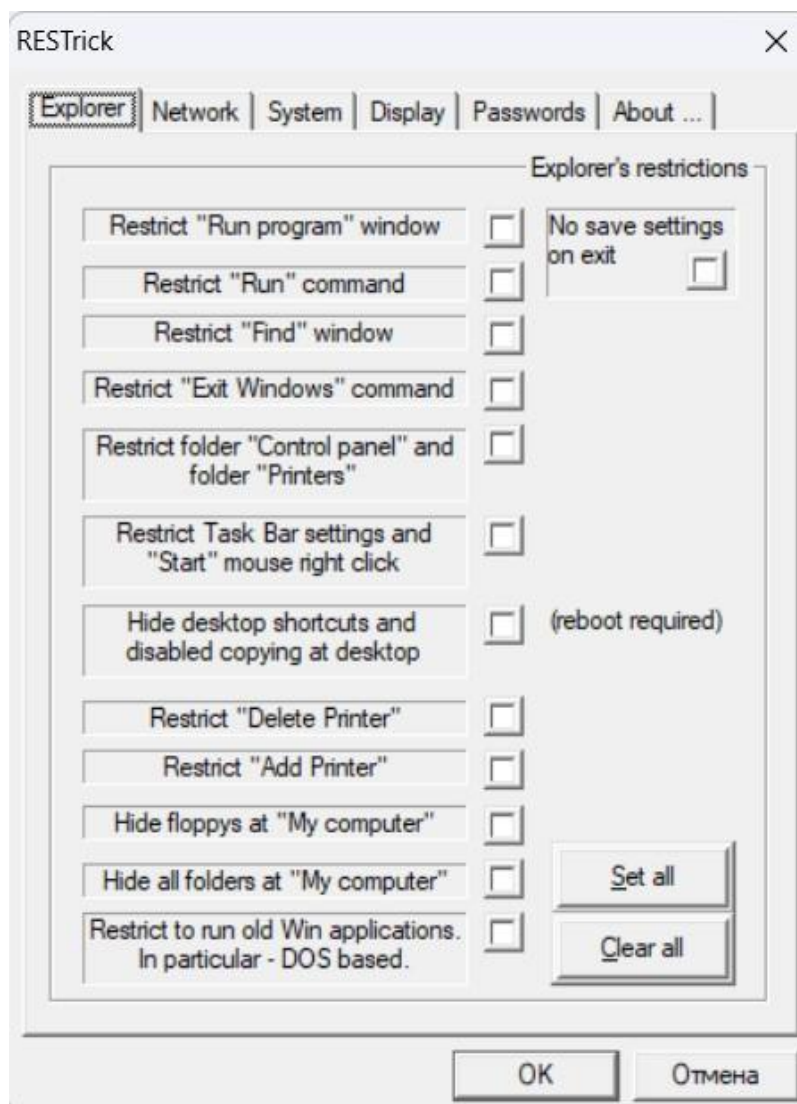 RESTrick
Explorer
Network
System
Display
Passwords
About ...
Explorer's restrictions
Restrict "Run program" window
No save settings
on exit
Restrict "Run" command
Restrict "Find" window
Restrict "Exit Windows" command
Restrict folder "Control panel" and
folder "Printers"
Restrict Task Bar settings and
"Start" mouse right click
Hide desktop shortcuts and
disabled copying at desktop
(reboot required)
Restrict "Delete Printer"
Restrict "Add Printer"
Hide floppys at "My computer"
Hide all folders at "My computer"
Set all
Restrict to run old Win applications.
In particular - DOS based.
Clear all
OK
Отмена